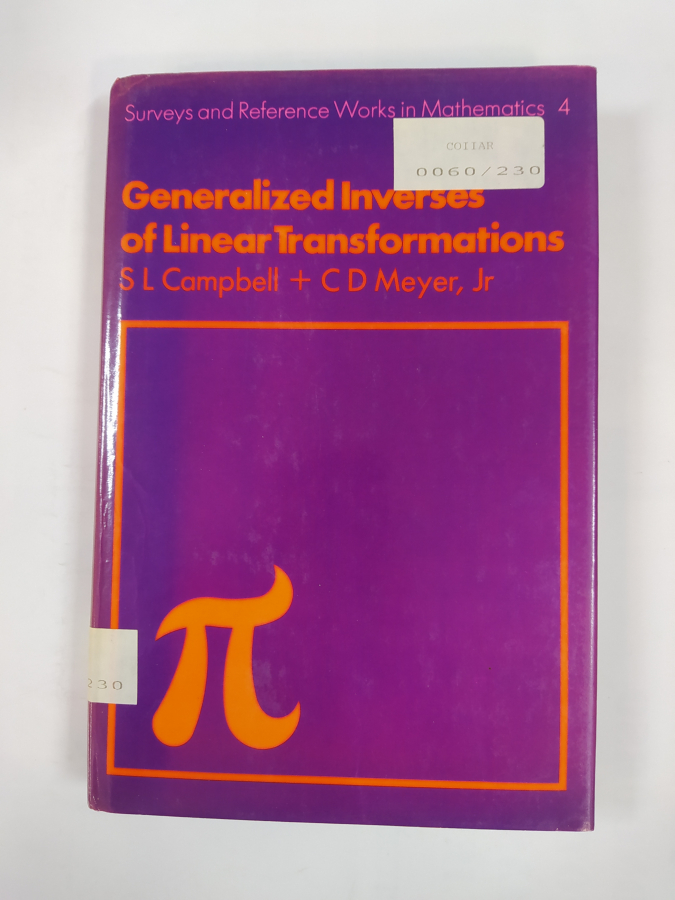 Surveys and Reference Works in Mathematics 4
COIIAR
0060/230
Generalized Inverses
of Linear Transformations
S L Campbell + C D Meyer, Jr
π
230